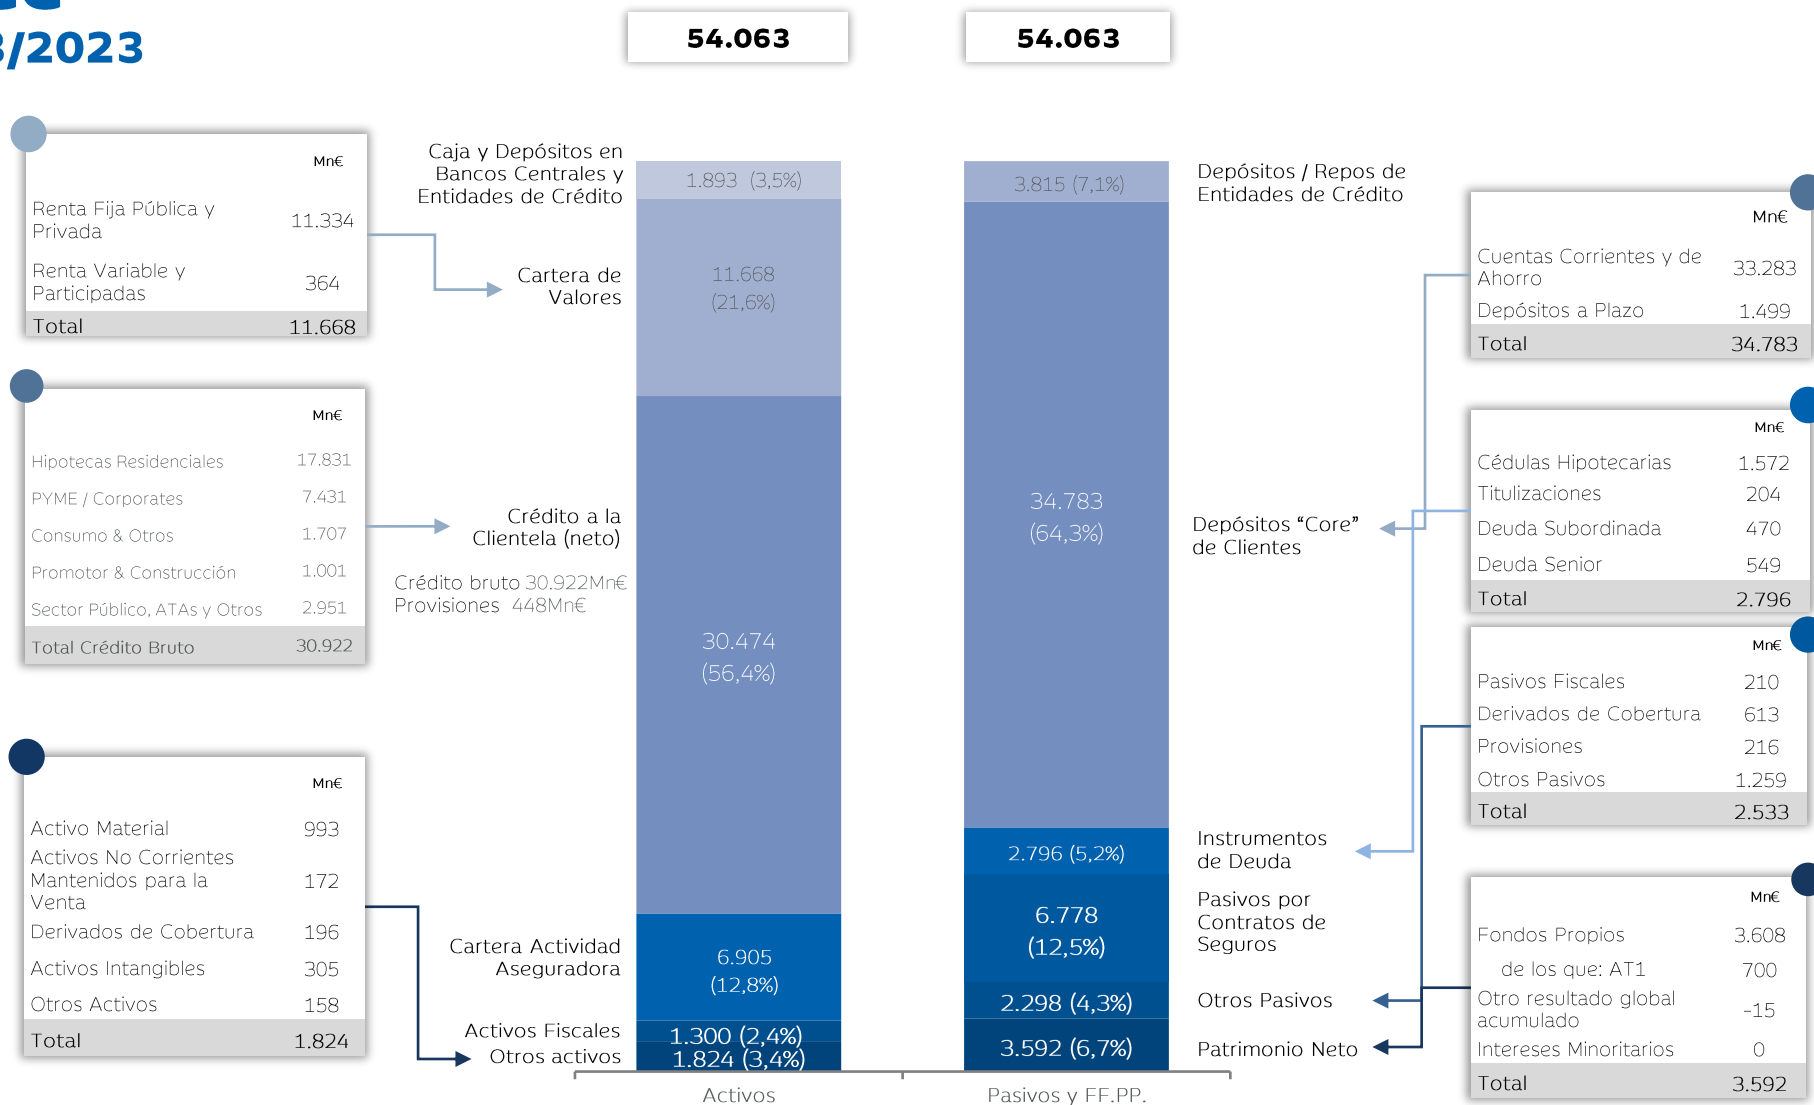 3/2023
54.063
54.063
Mn€
Renta Fija Pública y
Privada
11.334
Renta Variable y
Participadas
364
Total 11.668
Mn€
Hipotecas Residenciales 17.831
PYME / Corporates 7.431
Consumo & Otros 1.707
Promotor & Construcción 1.001
Sector Público, ATAs y Otros 2.951
Total Crédito Bruto 30.922
Mn€
Activo Material 993
Activos No Corrientes
Mantenidos para la
Venta
172
Derivados de Cobertura 196
Activos Intangibles 305
Otros Activos 158
Total 1.824
Caja y Depósitos en
Bancos Centrales y
Entidades de Crédito
Cartera de
Valores
Crédito a la
Clientela (neto)
Crédito bruto 30.922Mn€
Provisiones 448Mn€
Cartera Actividad
Aseguradora
Activos Fiscales
Otros activos
1.893 (3,5%)
11.668
(21,6%)
30.474
(56,4%)
6.905
(12,8%)
1.300 (2,4%)
1.824 (3,4%)
Activos
3.815 (7,1%)
34.783
(64,3%)
2.796 (5,2%)
6.778
(12,5%)
2.298 (4,3%)
3.592 (6,7%)
Pasivos y FF.PP.
Depósitos / Repos de
Entidades de Crédito
Depósitos “Core”
de Clientes
Instrumentos
de Deuda
Pasivos por
Contratos de
Seguros
Otros Pasivos
Patrimonio Neto
Mn€
Cuentas Corrientes y de
Ahorro
33.283
Depósitos a Plazo 1.499
Total 34.783
Mn€
Cédulas Hipotecarias 1.572
Titulizaciones 204
Deuda Subordinada 470
Deuda Senior 549
Total 2.796
Mn€
Pasivos Fiscales 210
Derivados de Cobertura 613
Provisiones 216
Otros Pasivos 1.259
Total 2.533
Mn€
Fondos Propios 3.608
de los que: AT1 700
Otro resultado global
acumulado
-15
Intereses Minoritarios 0
Total 3.592